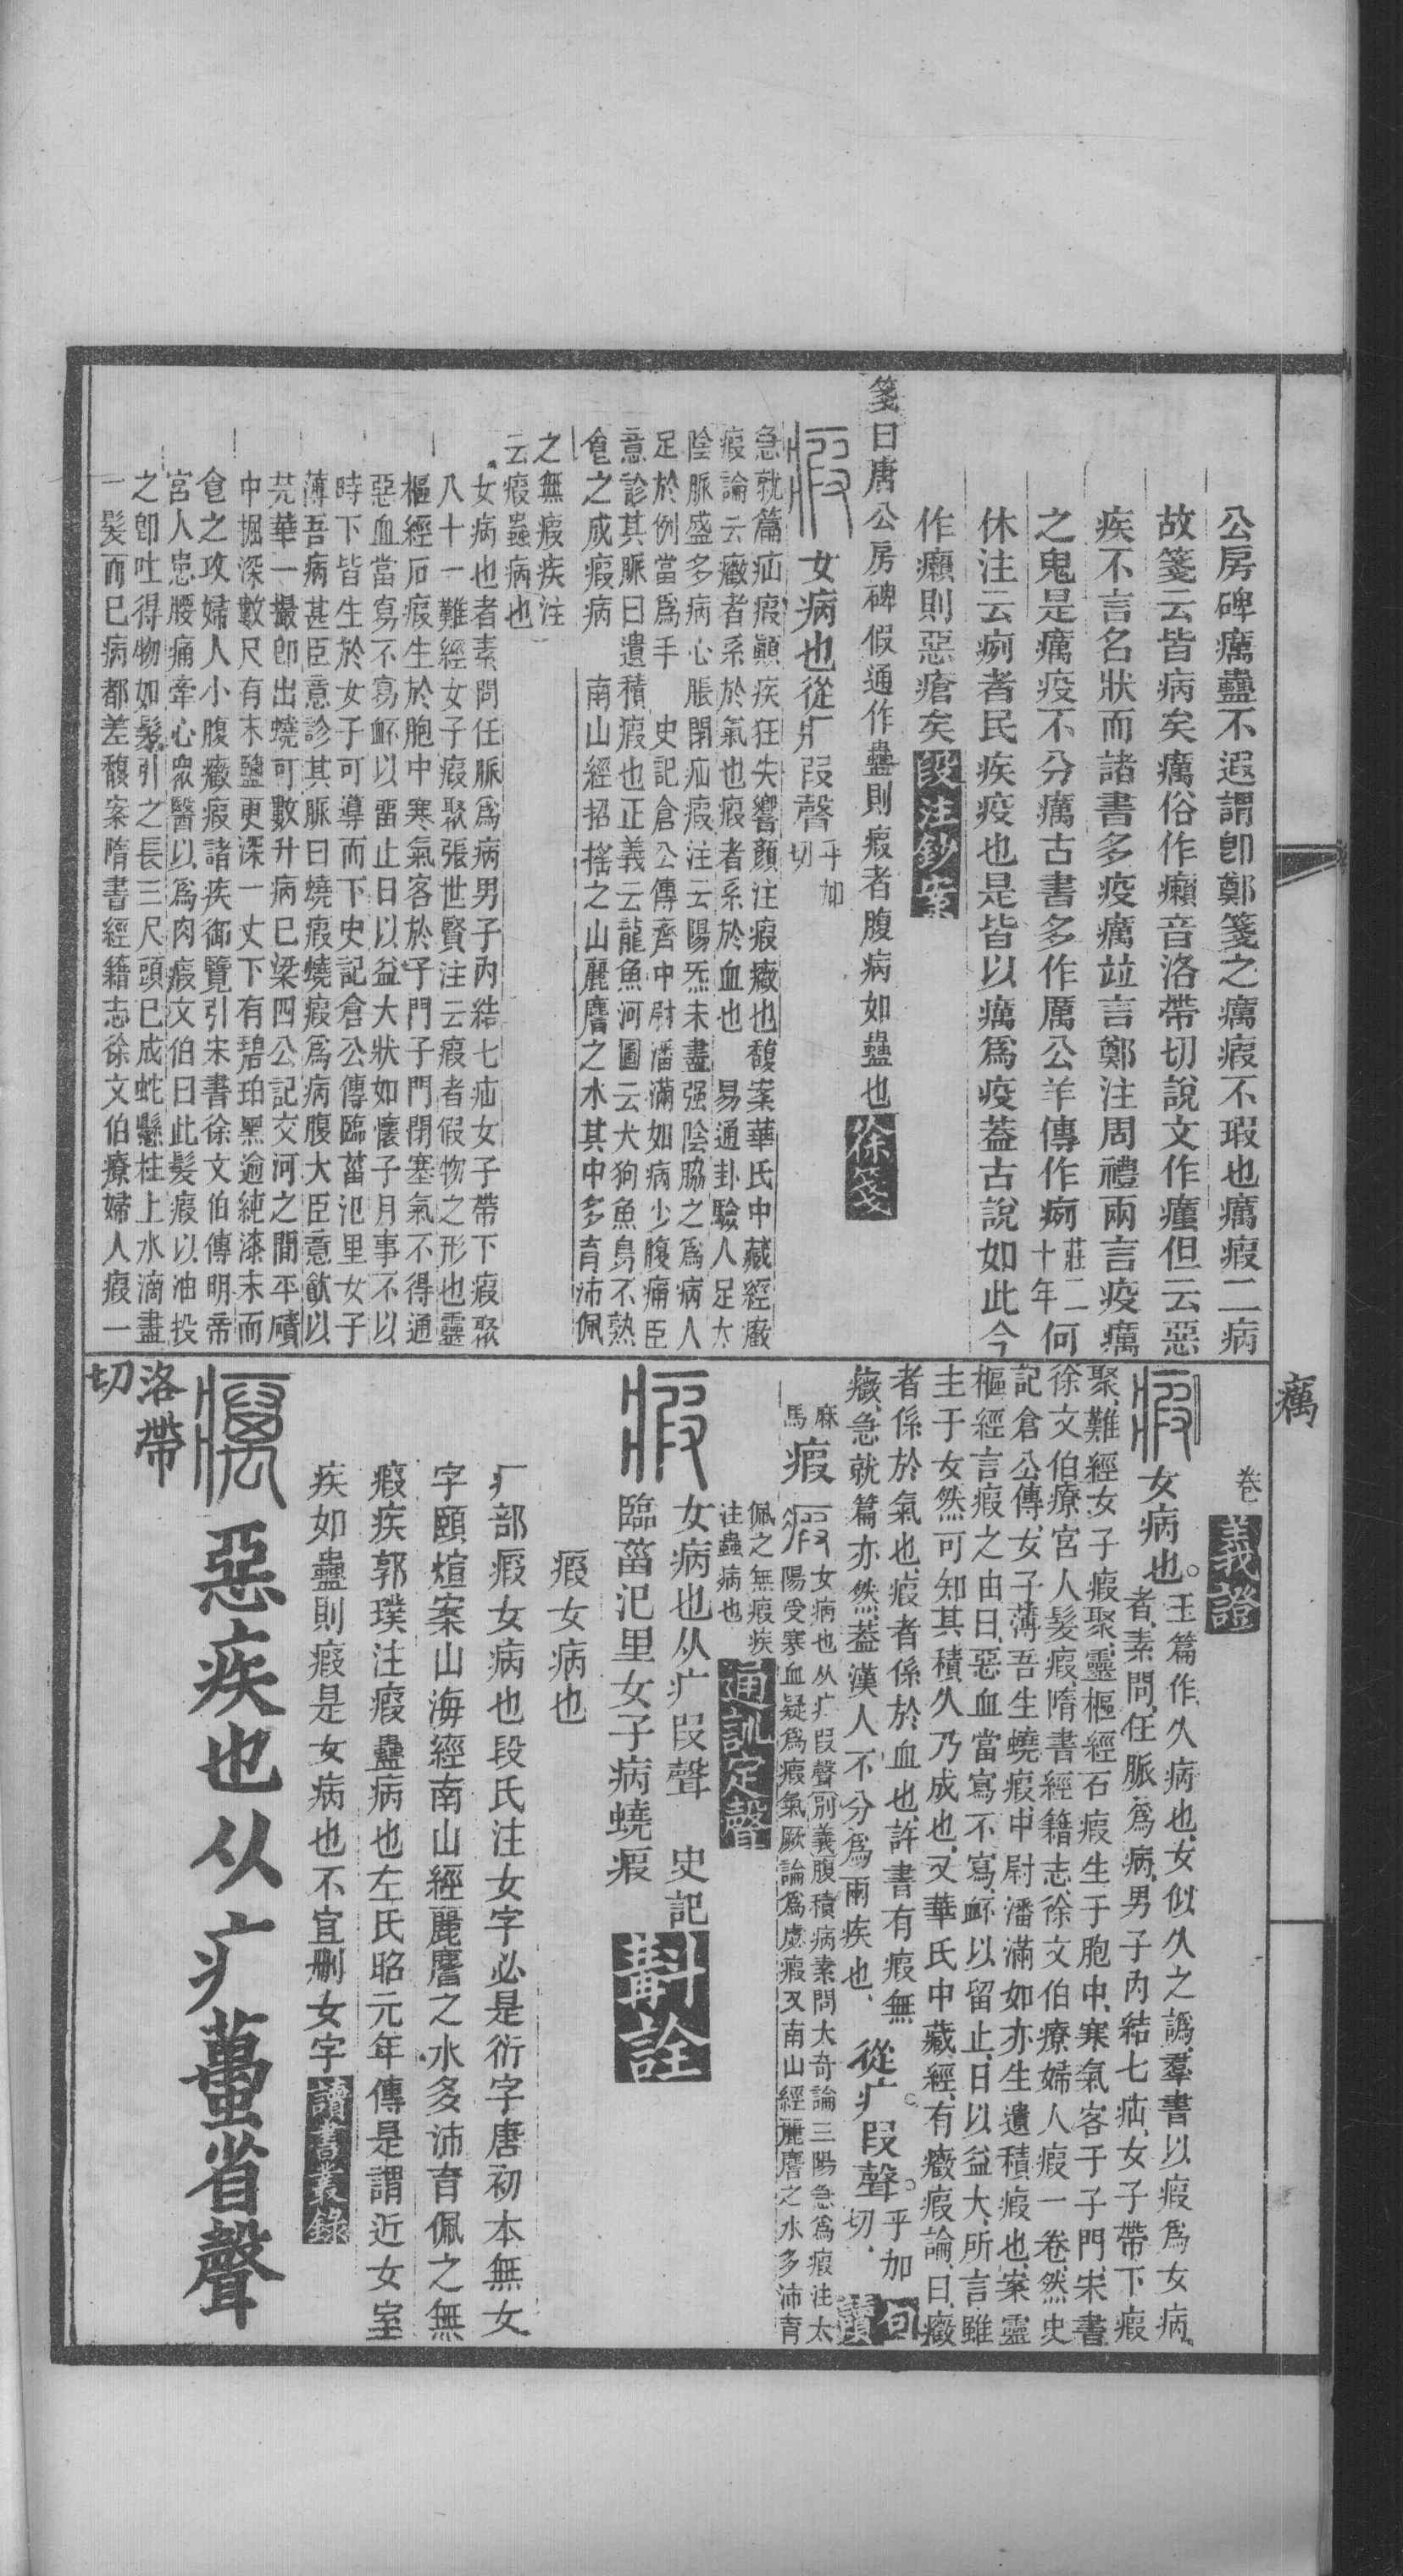 公房碑癘蠱不遐謂卽鄭箋之癘瘕不瑕也癘瘕二病
故箋云皆病矣癘俗作癩音洛帶切說文作癘但云惡
疾不言名狀而諸書多疫癘竝言鄭注周禮兩言疫癘
之鬼是癘疫不分癘古書多作厲公羊傳作㾐莊二十年何
休注云㾐者民疾疫也是皆以癘爲疫葢古說如此今
作癩則惡瘡矣段注鈔案
箋曰唐公房碑假通作蠱則瘕者腹病如蠱也徐箋
女病也從疒叚聲乎加切
急就篇疝瘕顚疾狂失響顏注瘕癥也馥案華氏中藏經癥
瘕論云癥者系於氣也瘕者系於血也　易通卦驗人足太
陰脈盛多病心脹閉疝瘕注云陽炁未盡强陰脇之爲病人
足於例當爲手　史記倉公傳齊中尉潘滿如病少腹痛臣
意診其脈曰遺積瘕也正義云龍魚河圖云犬狗魚鳥不熟
食之成瘕病　南山經招搖之山麗𪊨之水其中多育沛佩
之無瘕疾注
云瘕蟲病也
女病也者素問任脈爲病男子內結七疝女子帶下瘕聚
八十一難經女子瘕聚張世賢注云瘕者假物之形也靈
樞經石瘕生於胞中寒氣客於子門子門閉塞氣不得通
惡血當寫不寫衃以畱止日以益大狀如懷子月事不以
時下皆生於女子可導而下史記倉公傳臨菑氾里女子
薄吾病甚臣意診其脈曰蟯瘕蟯瘕爲病腹大臣意飮以
芫華一撮卽出蟯可數升病已梁四公記交河之間平磧
中掘深數尺有末鹽更深一丈下有碧珀黑逾純漆末而
食之攻婦人小腹癥瘕諸疾御覽引宋書徐文伯傳明帝
宮人患腰痛牽心衆醫以爲肉瘕文伯曰此髮瘕以油投
之卽吐得物如髮引之長三尺頭已成蛇懸柱上水滴盡
一髮而已病都差馥案隋書經籍志徐文伯療婦人瘕一
癘
卷義證
女病也玉篇作久病也女似久之譌羣書以瘕爲女病
者素問任脈爲病男子內結七疝女子帶下瘕
聚難經女子瘕聚靈樞經石瘕生于胞中寒氣客于子門宋書
徐文伯療宮人髮瘕隋書經籍志徐文伯療婦人瘕一卷然史
記倉公傳女子薄吾生蟯瘕中尉潘滿如亦生遺積瘕也案靈
樞經言瘕之由曰惡血當寫不寫衃以留止日以益大所言雖
主于女然可知其積久乃成也又華氏中藏經有癥瘕論曰癥
者係於氣也瘕者係於血也許書有瘕無
癥急就篇亦然葢漢人不分爲兩疾也從疒叚聲乎加切句讀
麻馬瘕女病也从疒叚聲別義腹積病素問大奇論三陽急爲瘕注太
陽受寒血疑爲瘕氣厥論爲虙瘕又南山經麗𪊨之水多沛育
佩之無瘕疾
注蟲病也通訓定聲
女病也从疒叚聲　史記
臨菑氾里女子病蟯瘕斠詮
瘕女病也
疒部瘕女病也段氏注女字必是衍字唐初本無女
字頤煊案山海經南山經麗𪊨之水多沛育佩之無
瘕疾郭璞注瘕蠱病也左氏昭元年傳是謂近女室
疾如蠱則瘕是女病也不宜刪女字讀書叢錄
惡疾也从疒蠆省聲
洛帶切